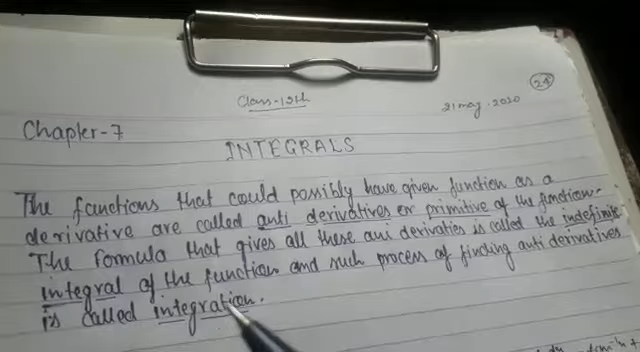 24
Class-12th
21 may. 2020
Chapter-7
INTEGRALS
The functions that could possibly have given function as a
derivative are called anti derivatives or primitive of the function.
The formula that gives all these ani derivaties is called the indefinite
integral of the function and such process of finding anti derivatives
is called integration.